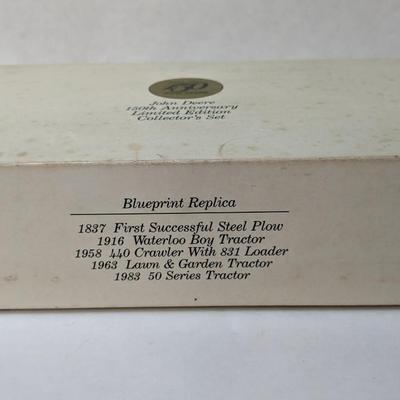 150
John Deere
150th Anniversary
Limited Edition
Collector's Set
Blueprint Replica
1837 First Successful Steel Plow
1916 Waterloo Boy Tractor
1958 440 Crawler With 831 Loader
1963 Lawn & Garden Tractor
1983 50 Series Tractor